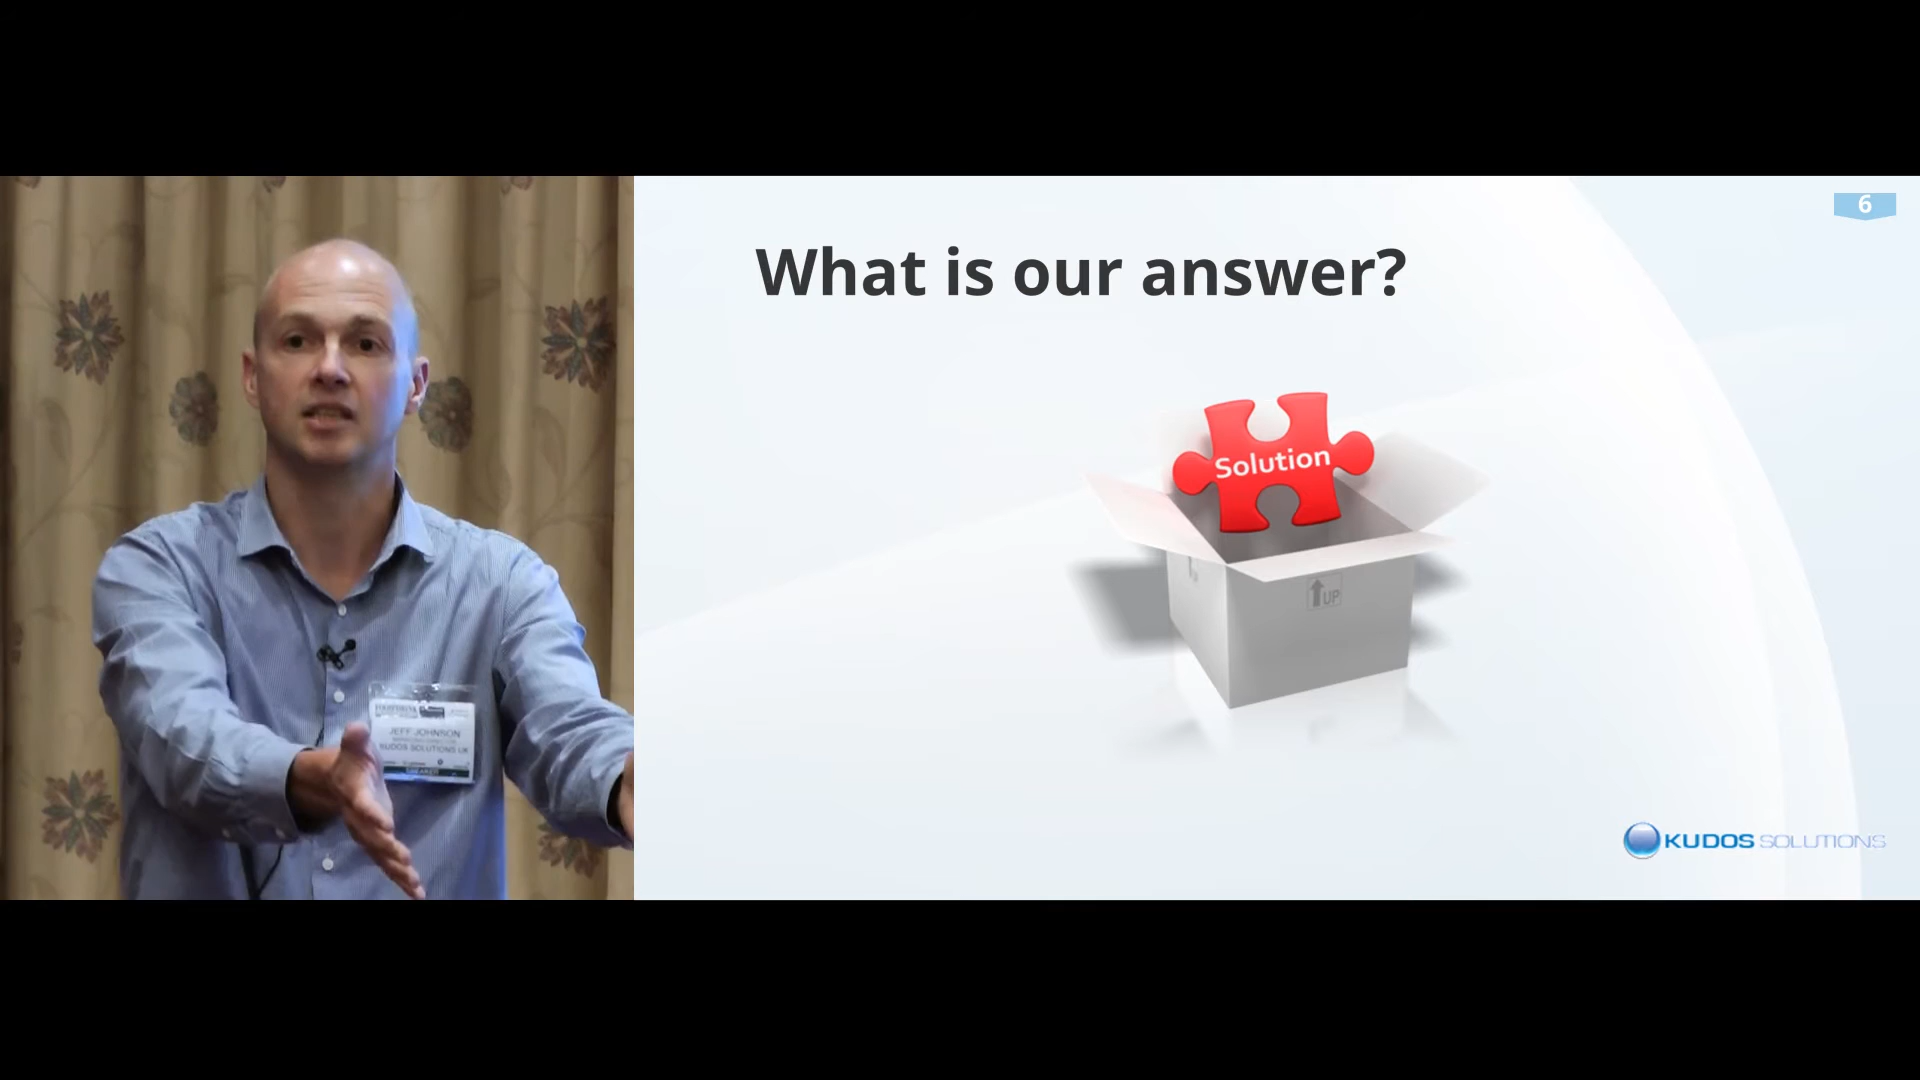 6
What is our answer?
Solution
UP
JEFF JOHNSON
KUDOS SOLUTIONS UK
KUDOS SOLUTIONS